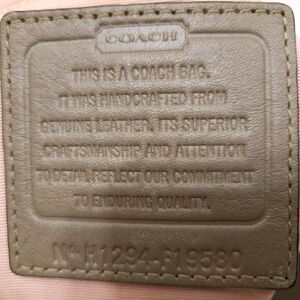 COACH
THIS IS A COACH BAG.
IT WAS HANDCRAFTED FROM
GENUINE LEATHER. ITS SUPERIOR
CRAFTSMANSHIP AND ATTENTION
TO DETAIL REFLECT OUR COMMITMENT
TO ENDURING QUALITY.
Nº H1294-F19580